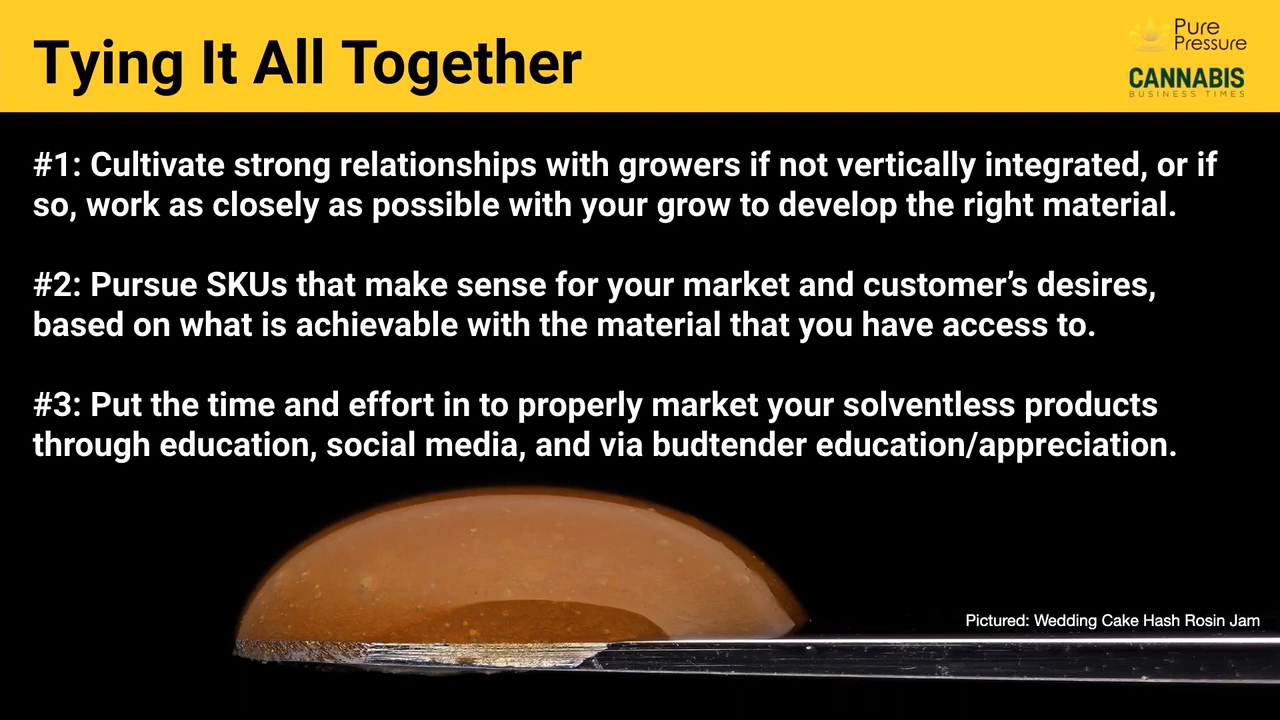 Tying It All Together
Pure
Pressure
CANNABIS
BUSINESS TIMES
#1: Cultivate strong relationships with growers if not vertically integrated, or if
so, work as closely as possible with your grow to develop the right material.
#2: Pursue SKUs that make sense for your market and customer’s desires,
based on what is achievable with the material that you have access to.
#3: Put the time and effort in to properly market your solventless products
through education, social media, and via budtender education/appreciation.
Pictured: Wedding Cake Hash Rosin Jam